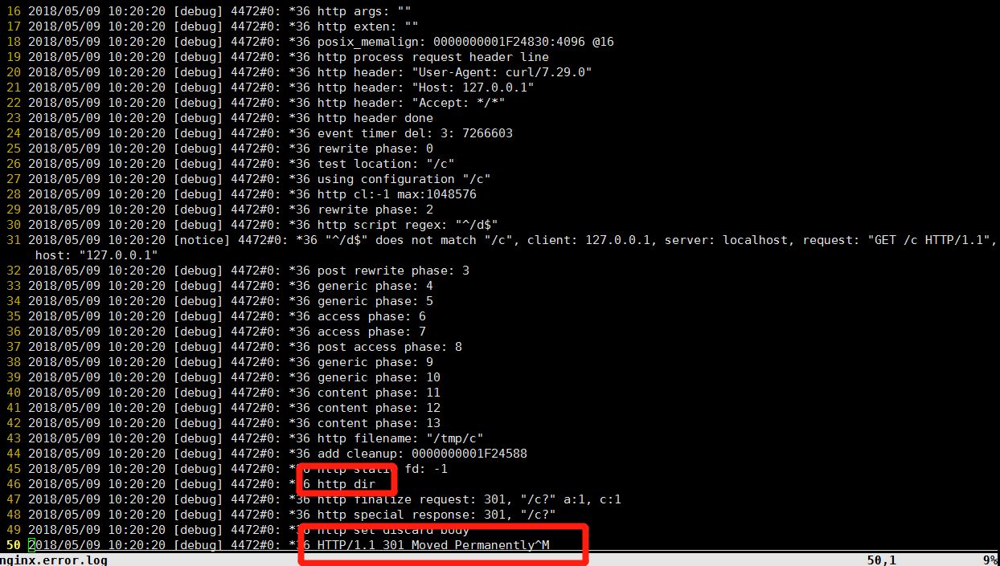 16 2018/05/09 10:20:20 [debug] 4472#0: *36 http args: ""
17 2018/05/09 10:20:20 [debug] 4472#0: *36 http exten: ""
18 2018/05/09 10:20:20 [debug] 4472#0: *36 posix_memalign: 0000000001F24830:4096 @16
19 2018/05/09 10:20:20 [debug] 4472#0: *36 http process request header line
20 2018/05/09 10:20:20 [debug] 4472#0: *36 http header: "User-Agent: curl/7.29.0"
21 2018/05/09 10:20:20 [debug] 4472#0: *36 http header: "Host: 127.0.0.1"
22 2018/05/09 10:20:20 [debug] 4472#0: *36 http header: "Accept: */*"
23 2018/05/09 10:20:20 [debug] 4472#0: *36 http header done
24 2018/05/09 10:20:20 [debug] 4472#0: *36 event timer del: 3: 7266603
25 2018/05/09 10:20:20 [debug] 4472#0: *36 rewrite phase: 0
26 2018/05/09 10:20:20 [debug] 4472#0: *36 test location: "/c"
27 2018/05/09 10:20:20 [debug] 4472#0: *36 using configuration "/c"
28 2018/05/09 10:20:20 [debug] 4472#0: *36 http cl:-1 max:1048576
29 2018/05/09 10:20:20 [debug] 4472#0: *36 rewrite phase: 2
30 2018/05/09 10:20:20 [debug] 4472#0: *36 http script regex: "^/d$"
31 2018/05/09 10:20:20 [notice] 4472#0: *36 "^/d$" does not match "/c", client: 127.0.0.1, server: localhost, request: "GET /c HTTP/1.1",
host: "127.0.0.1"
32 2018/05/09 10:20:20 [debug] 4472#0: *36 post rewrite phase: 3
33 2018/05/09 10:20:20 [debug] 4472#0: *36 generic phase: 4
34 2018/05/09 10:20:20 [debug] 4472#0: *36 generic phase: 5
35 2018/05/09 10:20:20 [debug] 4472#0: *36 access phase: 6
36 2018/05/09 10:20:20 [debug] 4472#0: *36 access phase: 7
37 2018/05/09 10:20:20 [debug] 4472#0: *36 post access phase: 8
38 2018/05/09 10:20:20 [debug] 4472#0: *36 generic phase: 9
39 2018/05/09 10:20:20 [debug] 4472#0: *36 generic phase: 10
40 2018/05/09 10:20:20 [debug] 4472#0: *36 content phase: 11
41 2018/05/09 10:20:20 [debug] 4472#0: *36 content phase: 12
42 2018/05/09 10:20:20 [debug] 4472#0: *36 content phase: 13
43 2018/05/09 10:20:20 [debug] 4472#0: *36 http filename: "/tmp/c"
44 2018/05/09 10:20:20 [debug] 4472#0: *36 add cleanup: 0000000001F24588
45 2018/05/09 10:20:20 [debug] 4472#0: *36 http static fd: -1
46 2018/05/09 10:20:20 [debug] 4472#0: *36 http dir
47 2018/05/09 10:20:20 [debug] 4472#0: *36 http finalize request: 301, "/c?" a:1, c:1
48 2018/05/09 10:20:20 [debug] 4472#0: *36 http special response: 301, "/c?"
49 2018/05/09 10:20:20 [debug] 4472#0: *36 http set discard body
50 2018/05/09 10:20:20 [debug] 4472#0: *36 HTTP/1.1 301 Moved Permanently^M
nginx.error.log 50,1 9%